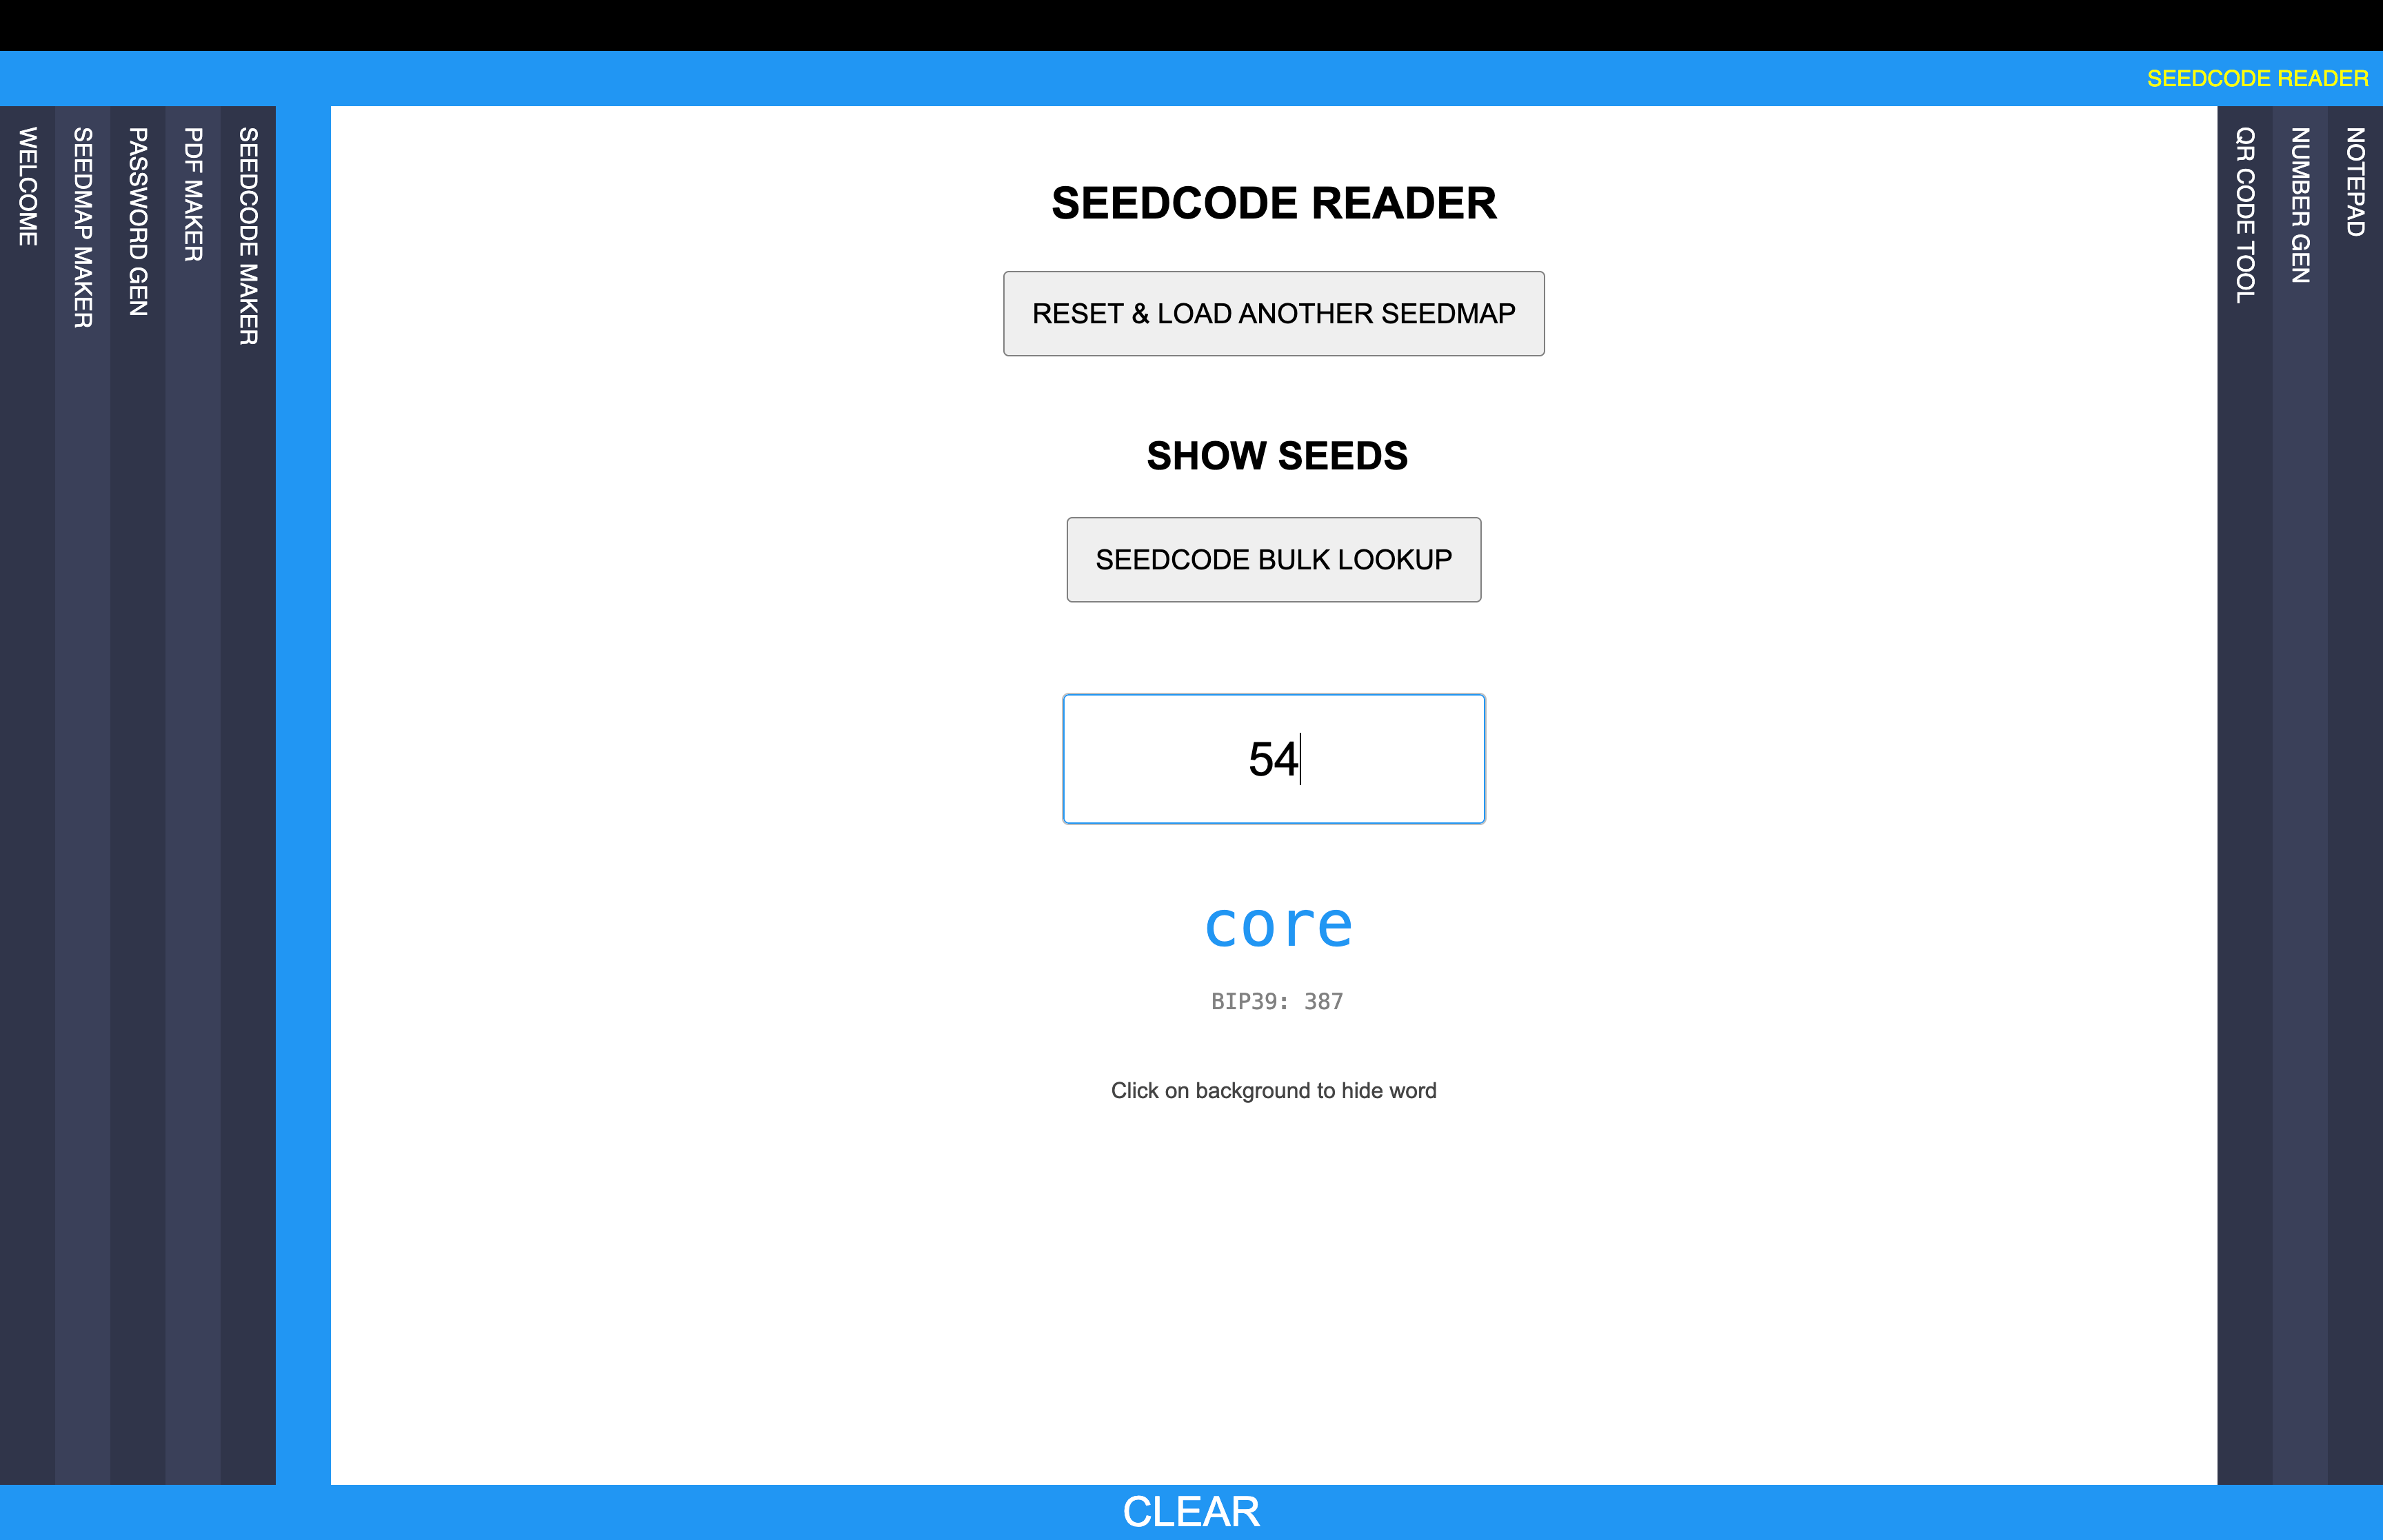 SEEDCODE READER
WELCOME
SEEDMAP MAKER
PASSWORD GEN
PDF MAKER
SEEDCODE MAKER
SEEDCODE READER
RESET & LOAD ANOTHER SEEDMAP
SHOW SEEDS
SEEDCODE BULK LOOKUP
54
core
BIP39: 387
Click on background to hide word
QR CODE TOOL
NUMBER GEN
NOTEPAD
CLEAR